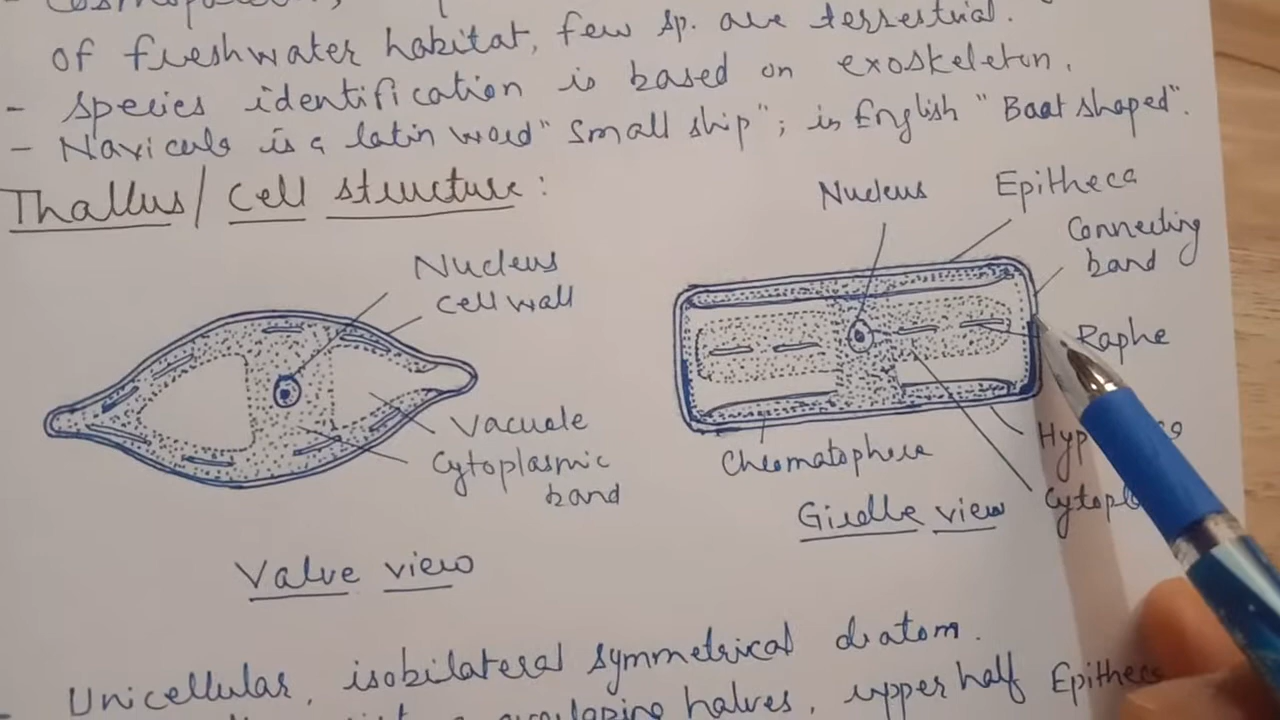 of freshwater habitat, few sp. are terrestrial.
- Species identification is based on exoskeleton.
- Navicula is a latin word "Small ship"; in English "Boat shaped".
Thallus / Cell structure :
Nucleus
cell wall
Vacuole
Cytoplasmic
band
Valve view
Nucleus
Epitheca
Connecting
band
Raphe
Chromatophore
Girdle view
Unicellular, isobilateral symmetrical diatom.
halves, upper half Epitheca